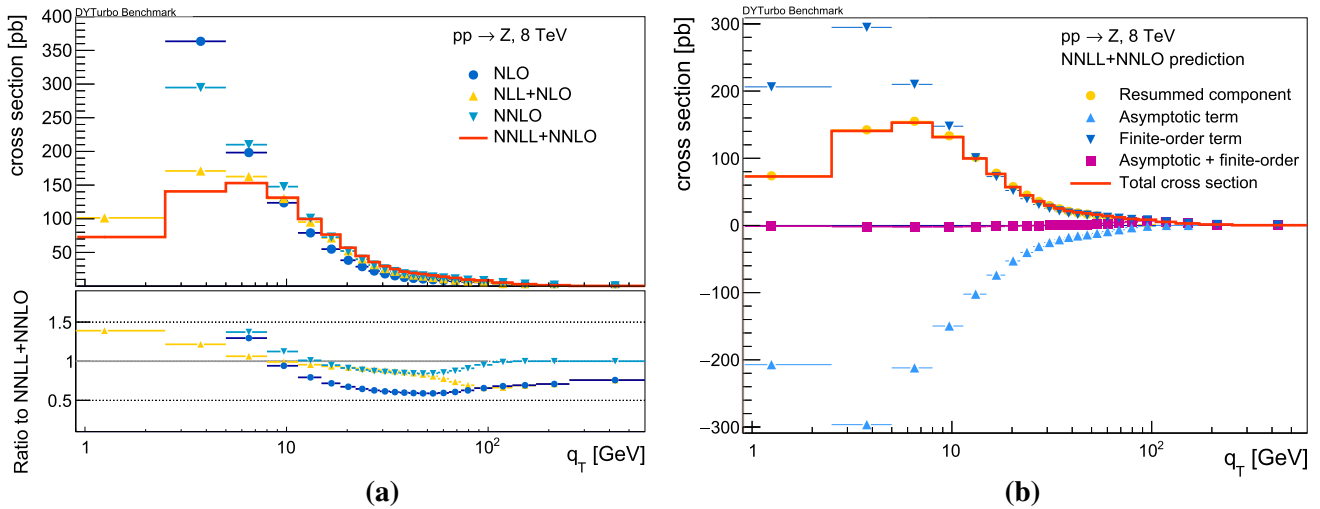 DYTurbo Benchmark
cross section [pb]
400
350
300
250
200
150
100
50
pp → Z, 8 TeV
NLO
NLL+NLO
NNLO
NNLL+NNLO
Ratio to NNLL+NNLO
1.5
1
0.5
1
10
10²
q_T [GeV]
(a)
DYTurbo Benchmark
cross section [pb]
300
200
100
0
−100
−200
−300
pp → Z, 8 TeV
NNLL+NNLO prediction
Resummed component
Asymptotic term
Finite-order term
Asymptotic + finite-order
Total cross section
1
10
10²
q_T [GeV]
(b)